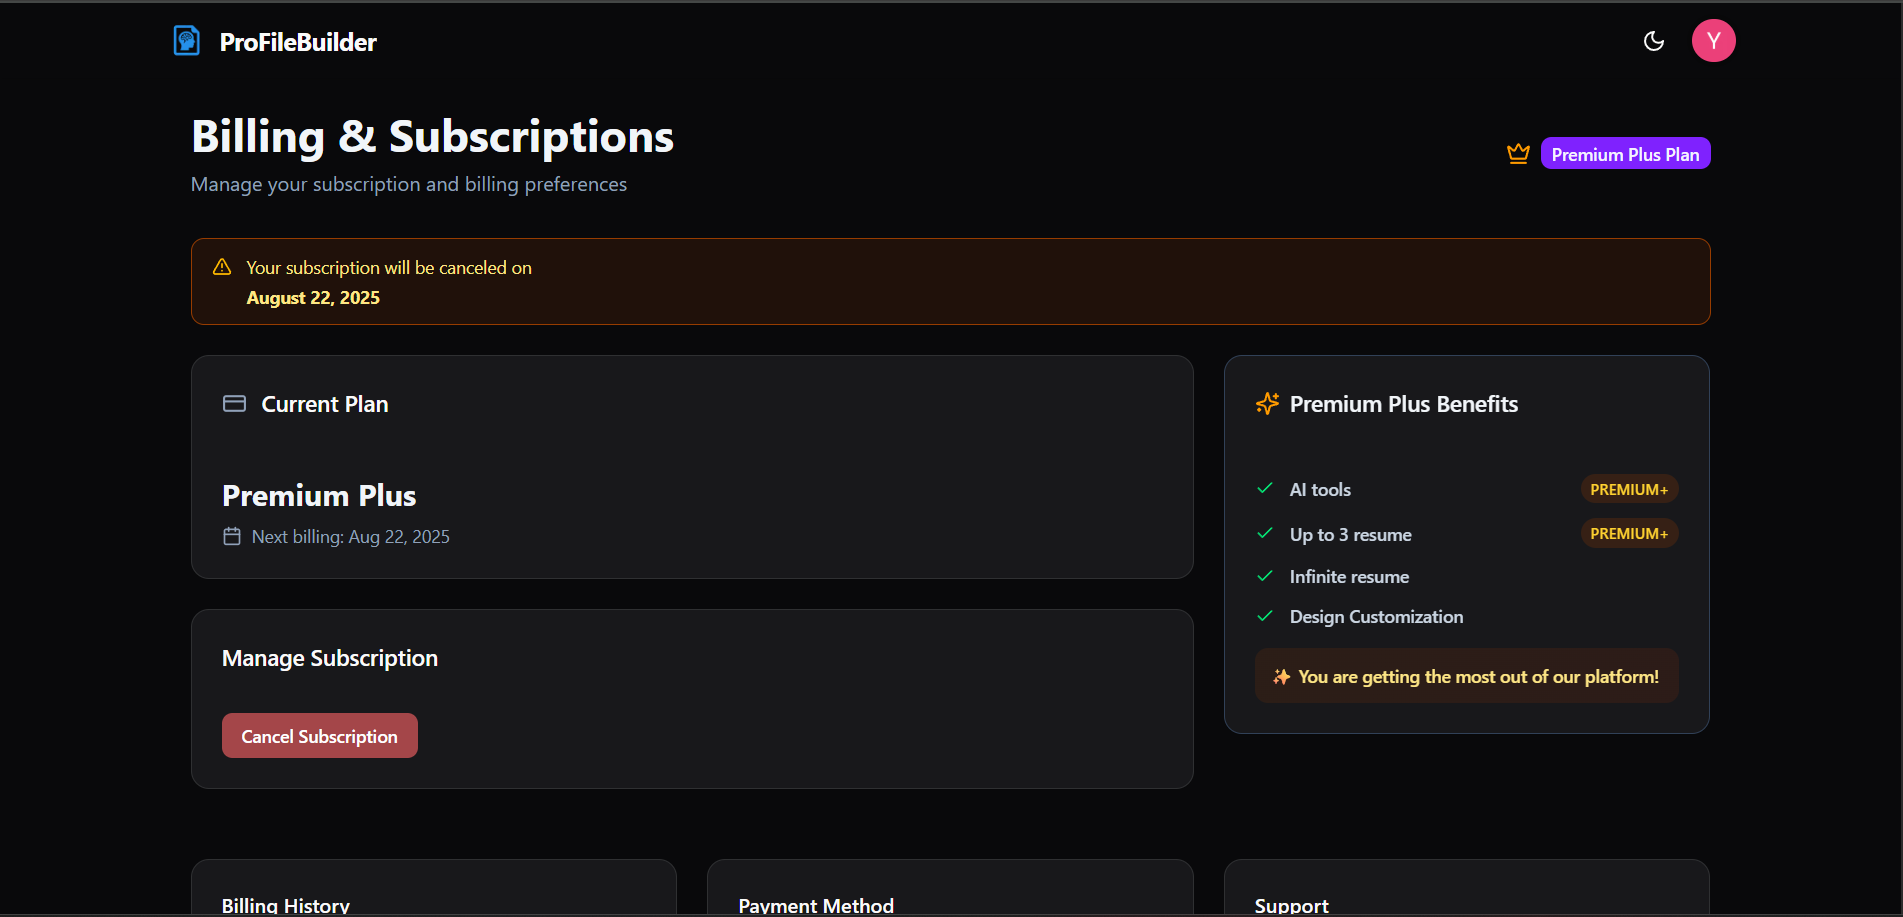 ProFileBuilder
Y
Billing & Subscriptions
Manage your subscription and billing preferences
Premium Plus Plan
Your subscription will be canceled on
August 22, 2025
Current Plan
Premium Plus
Next billing: Aug 22, 2025
Manage Subscription
Cancel Subscription
Premium Plus Benefits
AI tools PREMIUM+
Up to 3 resume PREMIUM+
Infinite resume
Design Customization
✨ You are getting the most out of our platform!
Billing History
Payment Method
Support